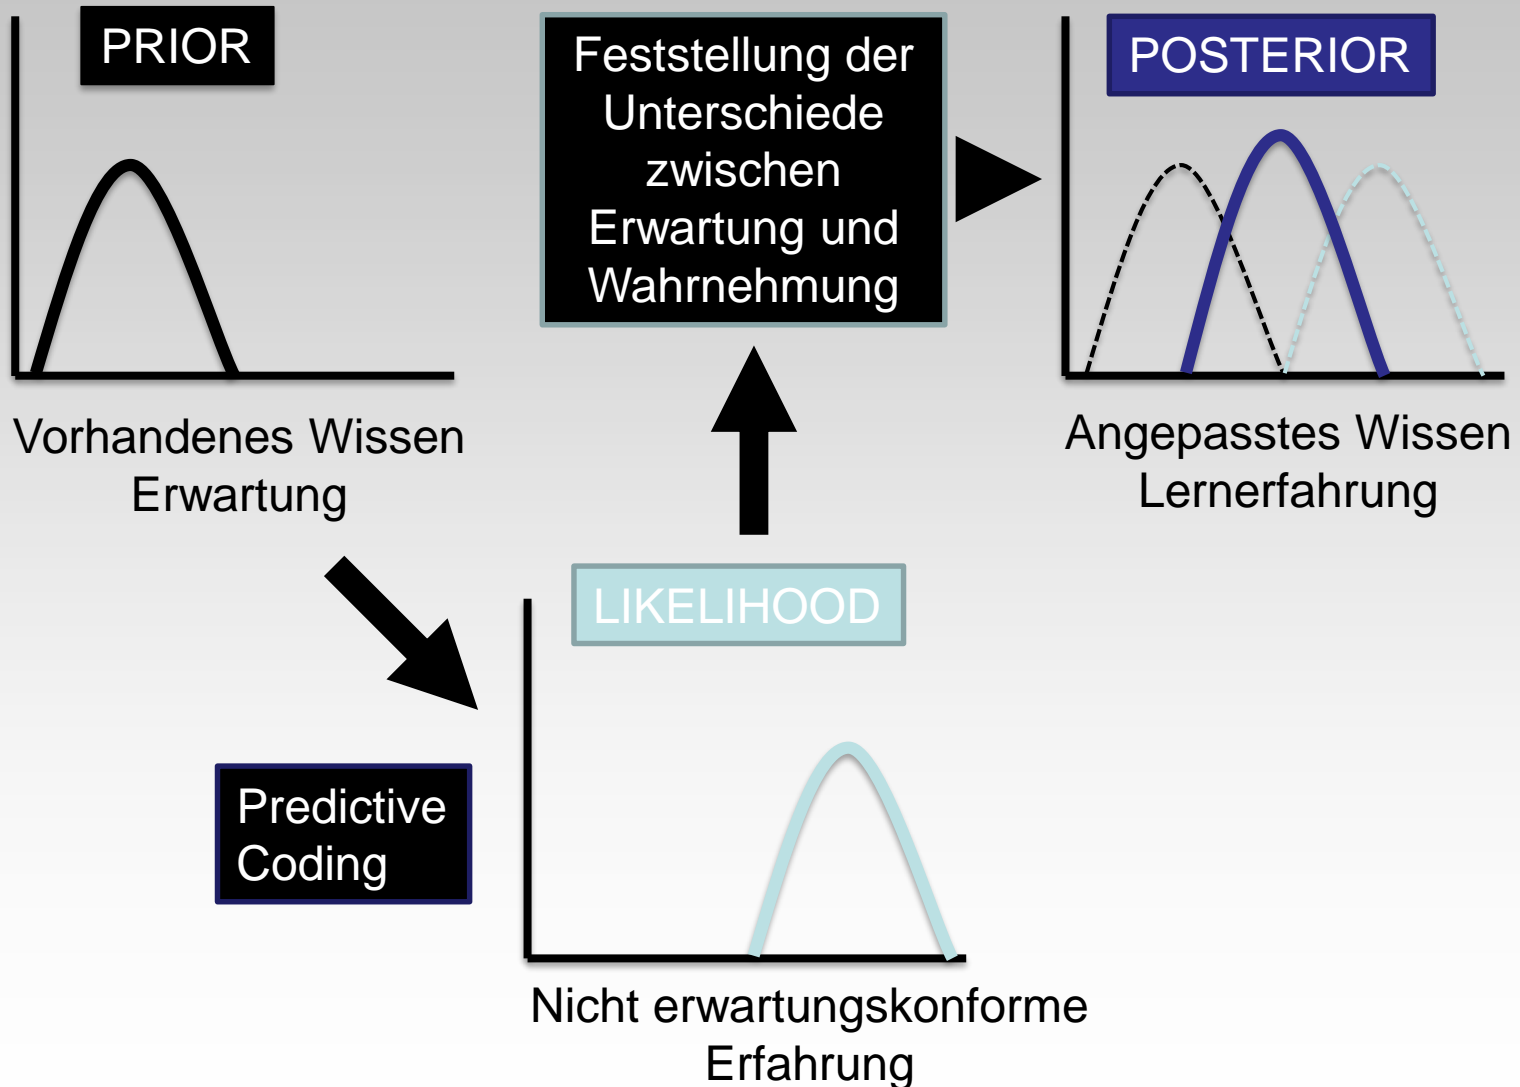 PRIOR
Vorhandenes Wissen
Erwartung
Feststellung der
Unterschiede
zwischen
Erwartung und
Wahrnehmung
POSTERIOR
Angepasstes Wissen
Lernerfahrung
LIKELIHOOD
Predictive
Coding
Nicht erwartungskonforme
Erfahrung